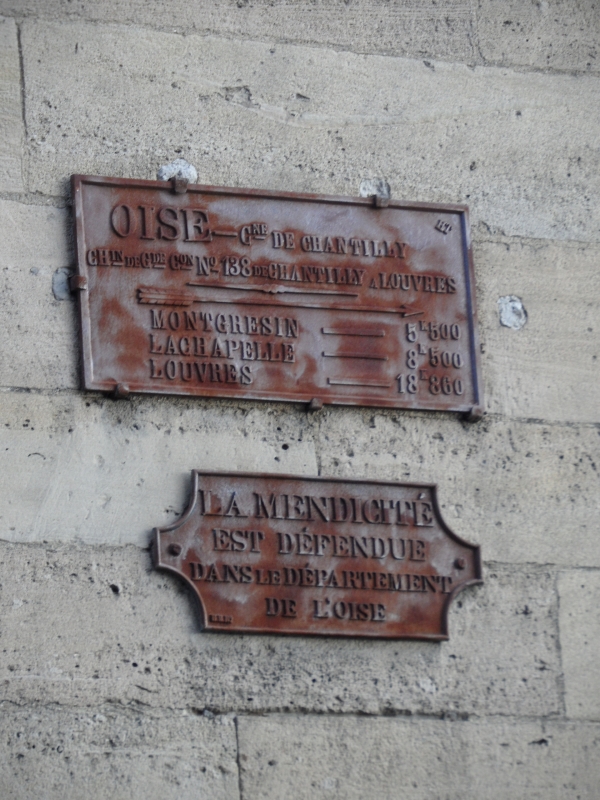 OISE—CNE DE CHANTILLY
CHIN DE GDE CON No 138 DE CHANTILLY A LOUVRES
MONTGRESIN — 5K500
LACHAPELLE — 8K500
LOUVRES — 18K860
LA MENDICITÉ
EST DÉFENDUE
DANS LE DÉPARTEMENT
DE L'OISE